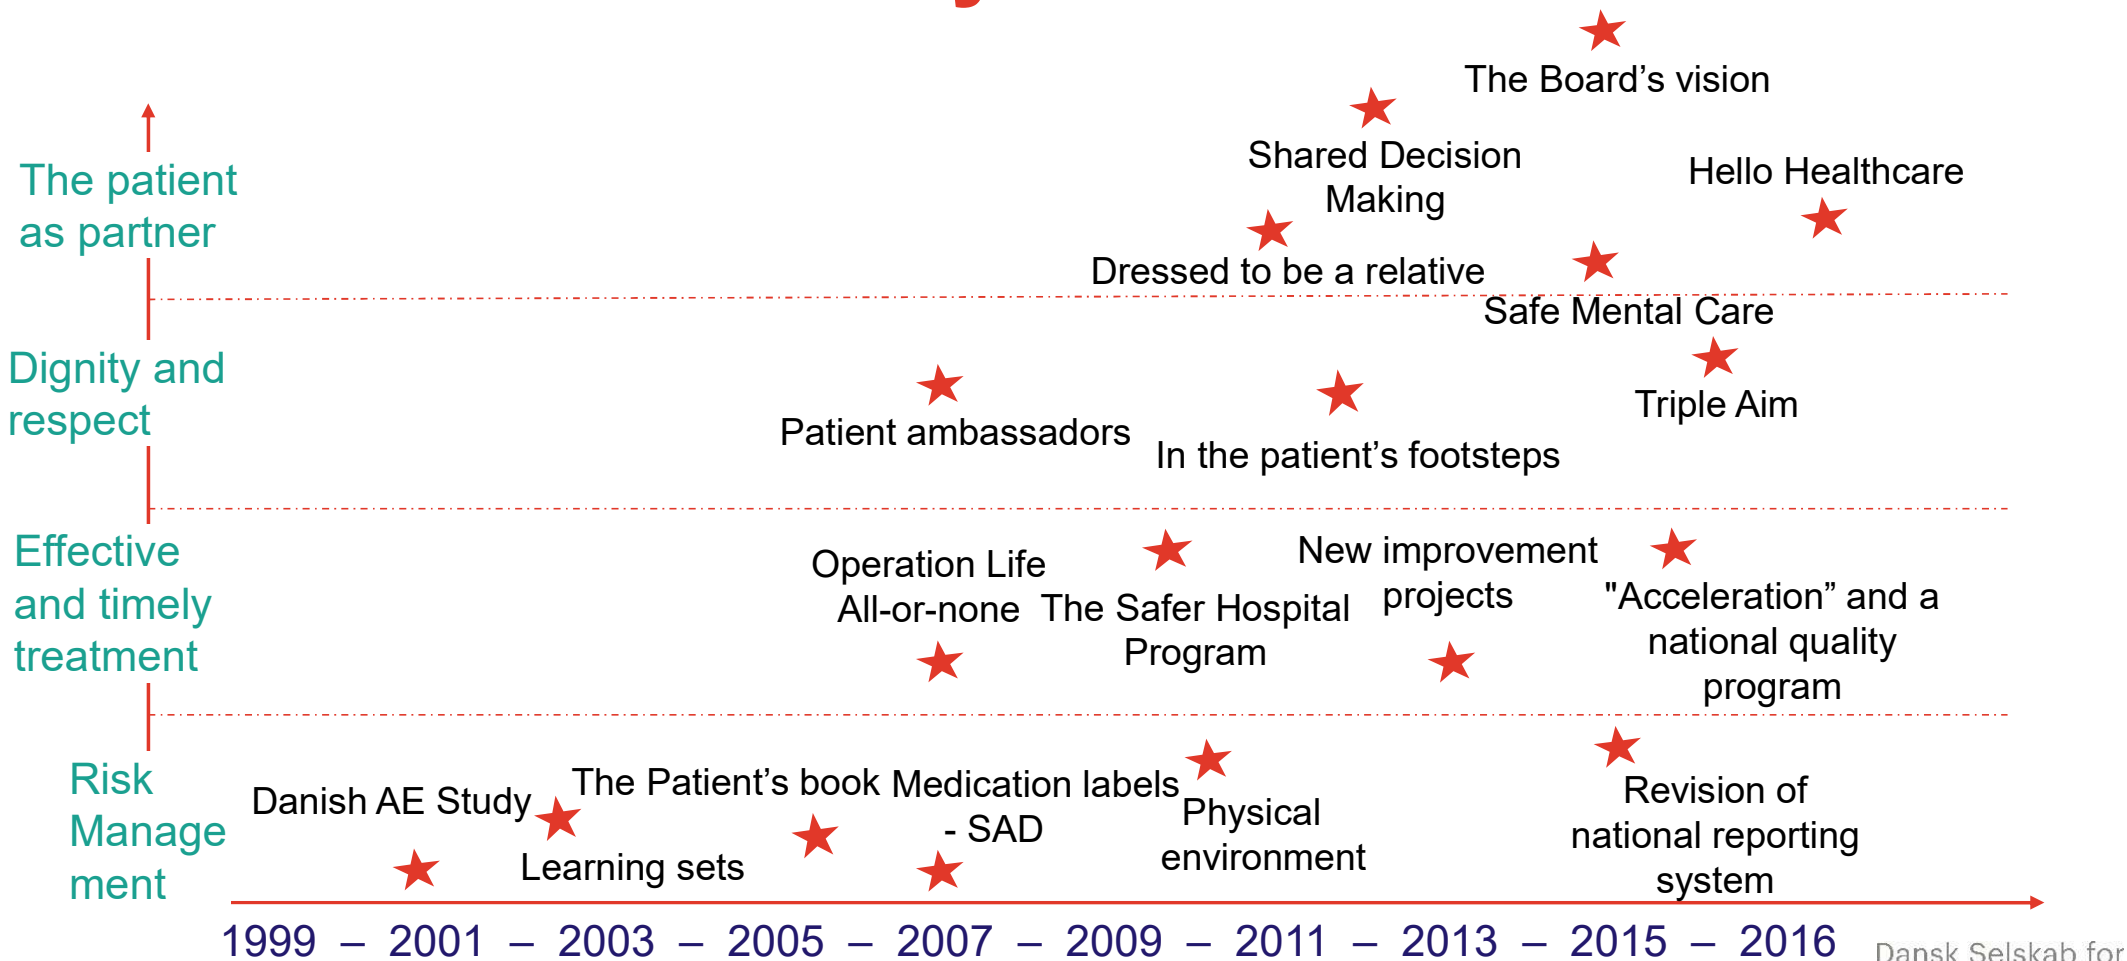 The Board’s vision
Shared Decision
Making
Hello Healthcare
The patient
as partner
Dressed to be a relative
Safe Mental Care
Dignity and
respect
Triple Aim
Patient ambassadors
In the patient’s footsteps
Effective
and timely
treatment
Operation Life
All-or-none
The Safer Hospital
Program
New improvement
projects
"Acceleration” and a
national quality
program
Risk
Manage
ment
Danish AE Study
Learning sets
The Patient’s book
Medication labels
- SAD
Physical
environment
Revision of
national reporting
system
1999 – 2001 – 2003 – 2005 – 2007 – 2009 – 2011 – 2013 – 2015 – 2016
Dansk Selskab for